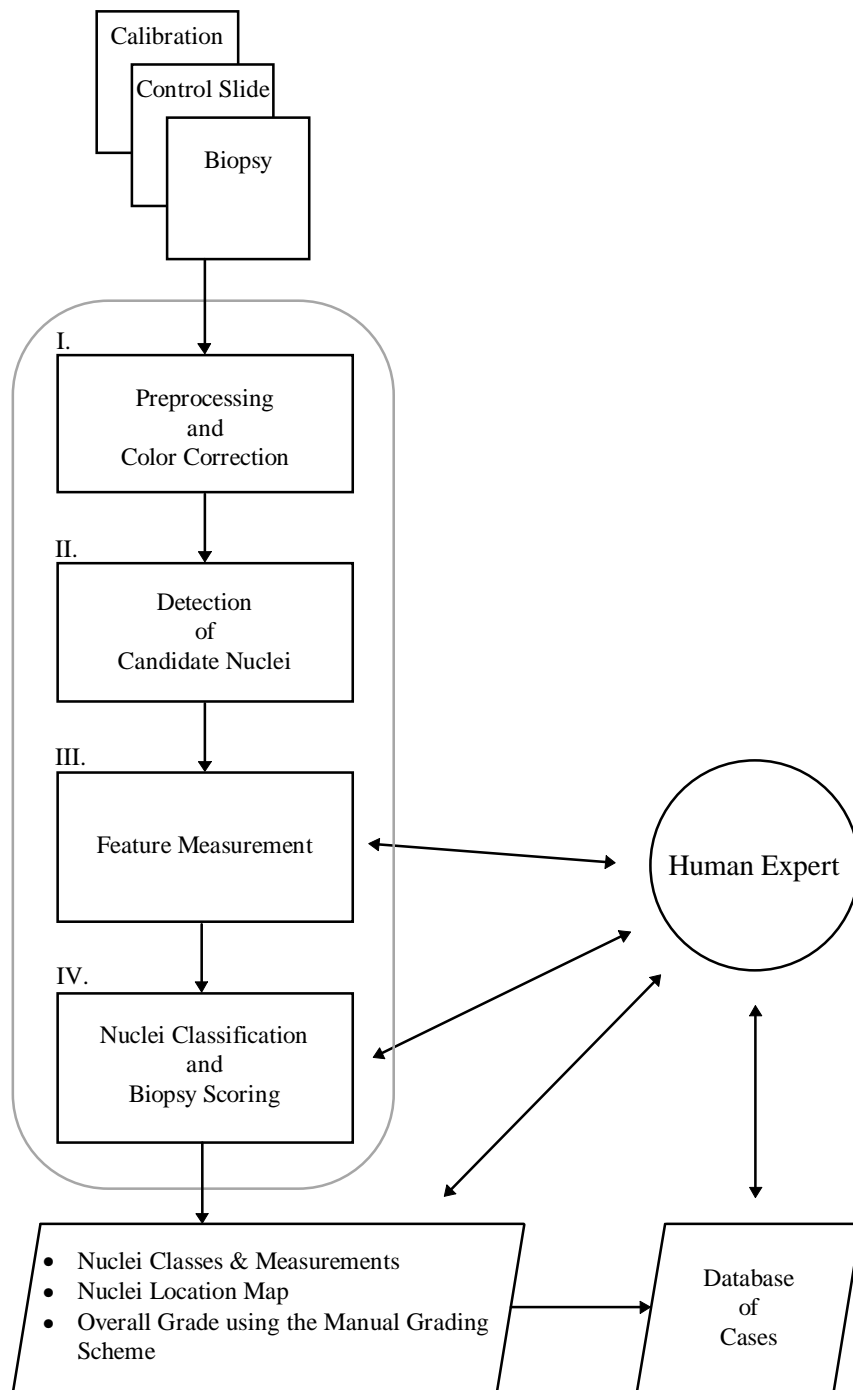 Calibration
Control Slide
Biopsy
I.
Preprocessing
and
Color Correction
II.
Detection
of
Candidate Nuclei
III.
Feature Measurement
Human Expert
IV.
Nuclei Classification
and
Biopsy Scoring
• Nuclei Classes & Measurements
• Nuclei Location Map
• Overall Grade using the Manual Grading
Scheme
Database
of
Cases